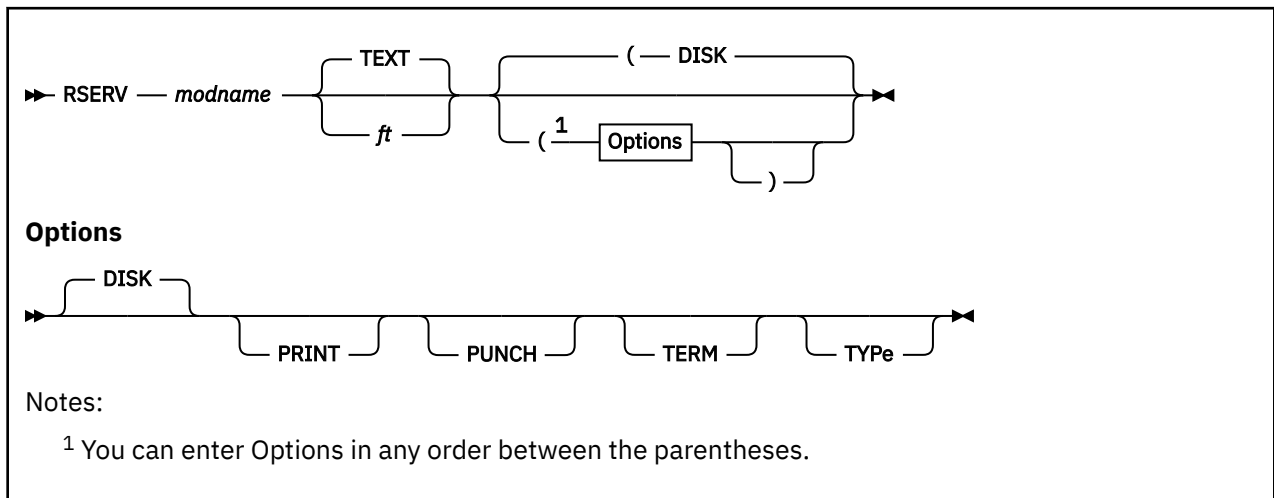 TEXT ( DISK
RSERV modname
ft ( 1 Options )
Options
DISK
PRINT PUNCH TERM TYPe
Notes:
1 You can enter Options in any order between the parentheses.